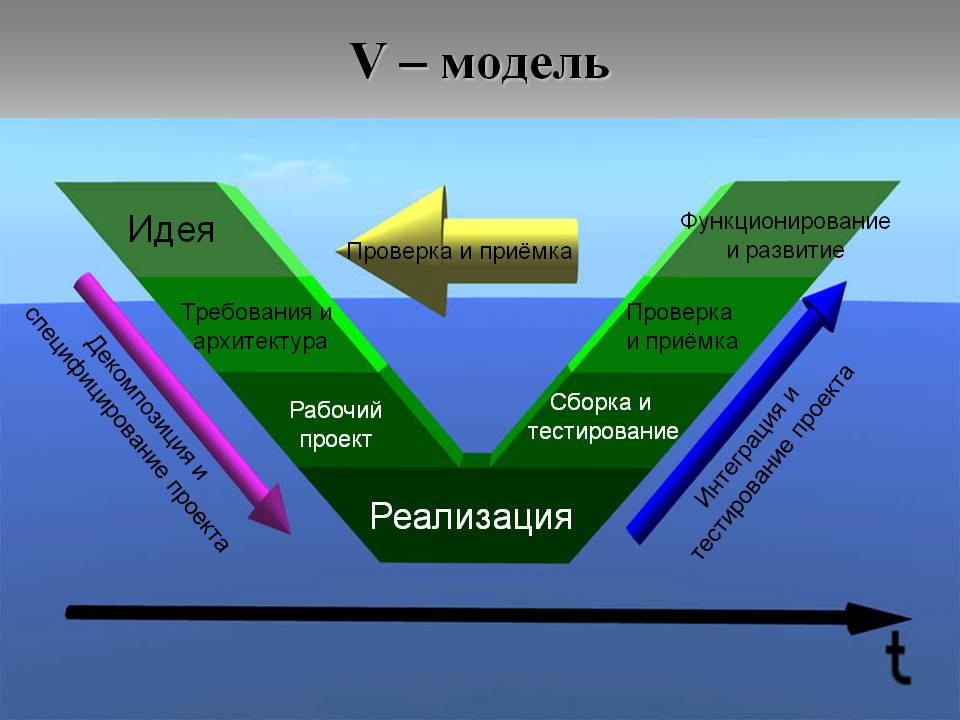 V – модель
Идея
Проверка и приёмка
Функционирование
и развитие
Требования и
архитектура
Проверка
и приёмка
Рабочий
проект
Сборка и
тестирование
Реализация
Декомпозиция и
специфицирование проекта
Интеграция и
тестирование проекта
t